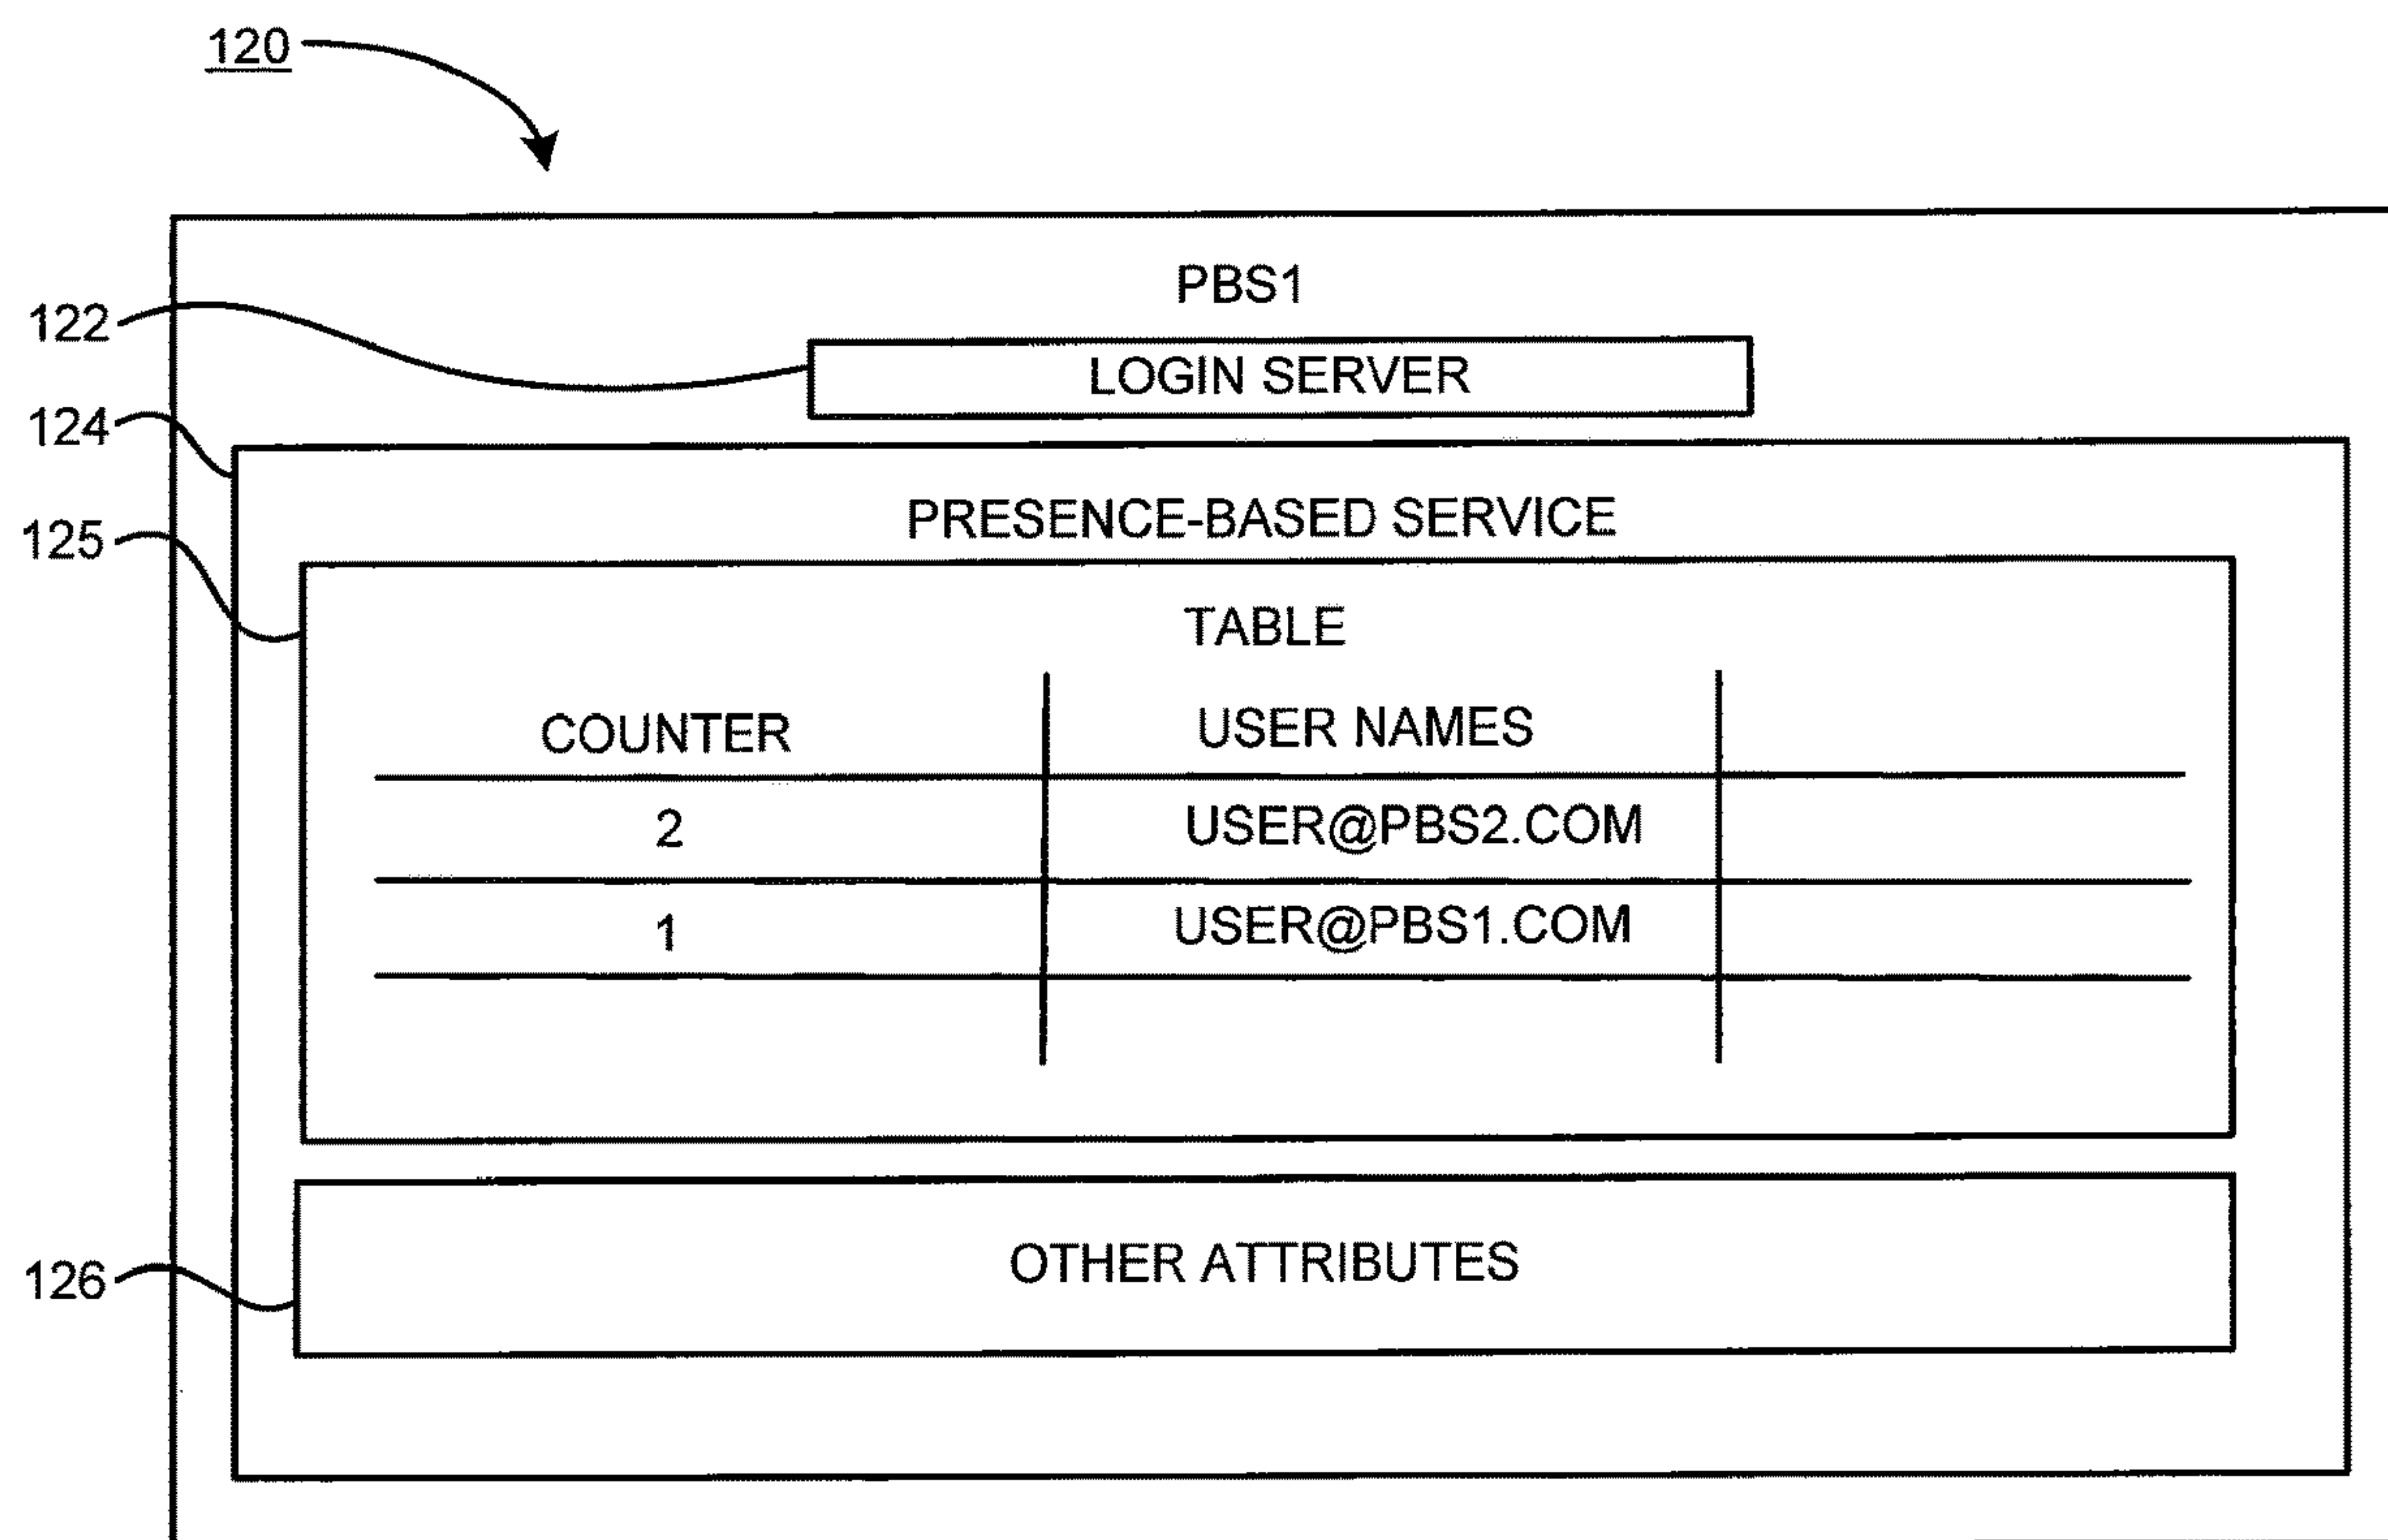 120
PBS1
122
LOGIN SERVER
124
PRESENCE-BASED SERVICE
125
TABLE
COUNTER USER NAMES
2 USER@PBS2.COM
1 USER@PBS1.COM
126
OTHER ATTRIBUTES